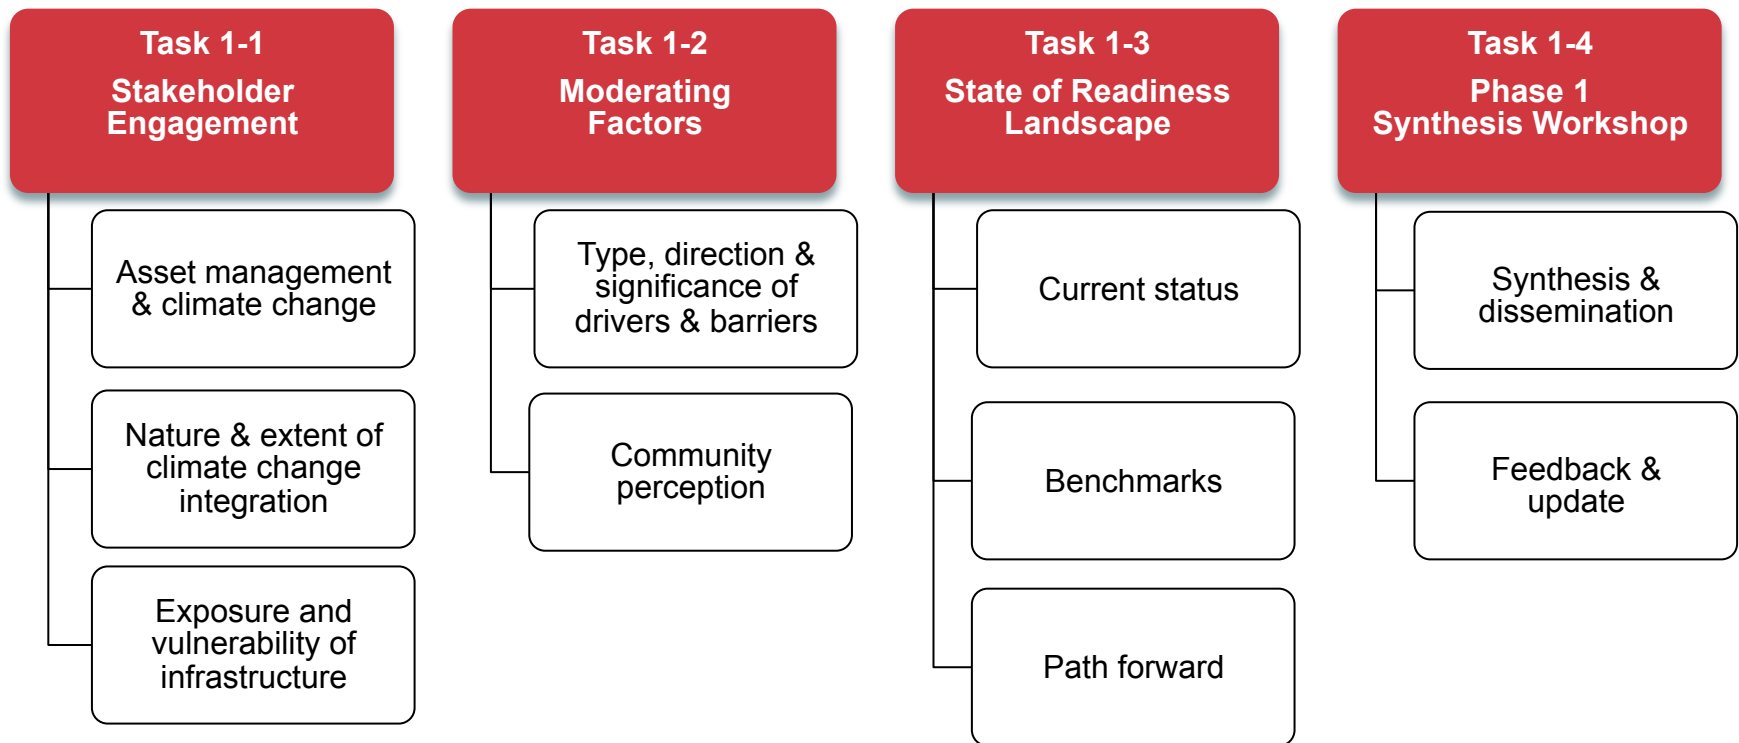 Task 1-1
Stakeholder
Engagement
Asset management
& climate change
Nature & extent of
climate change
integration
Exposure and
vulnerability of
infrastructure
Task 1-2
Moderating
Factors
Type, direction &
significance of
drivers & barriers
Community
perception
Task 1-3
State of Readiness
Landscape
Current status
Benchmarks
Path forward
Task 1-4
Phase 1
Synthesis Workshop
Synthesis &
dissemination
Feedback &
update